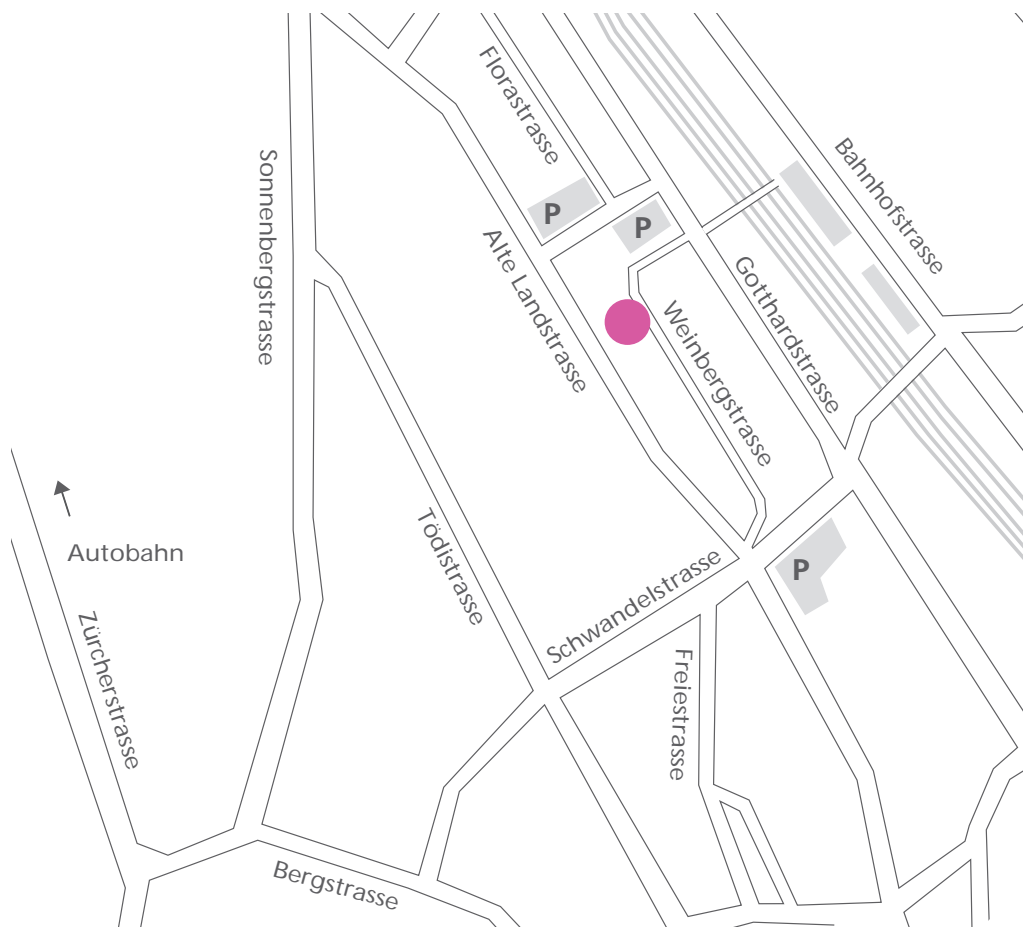 Florastrasse
Bahnhofstrasse
Sonnenbergstrasse
P
P
Alte Landstrasse
Gotthardstrasse
Weinbergstrasse
Autobahn
Tödistrasse
Schwandelstrasse
P
Zürcherstrasse
Freiestrasse
Bergstrasse